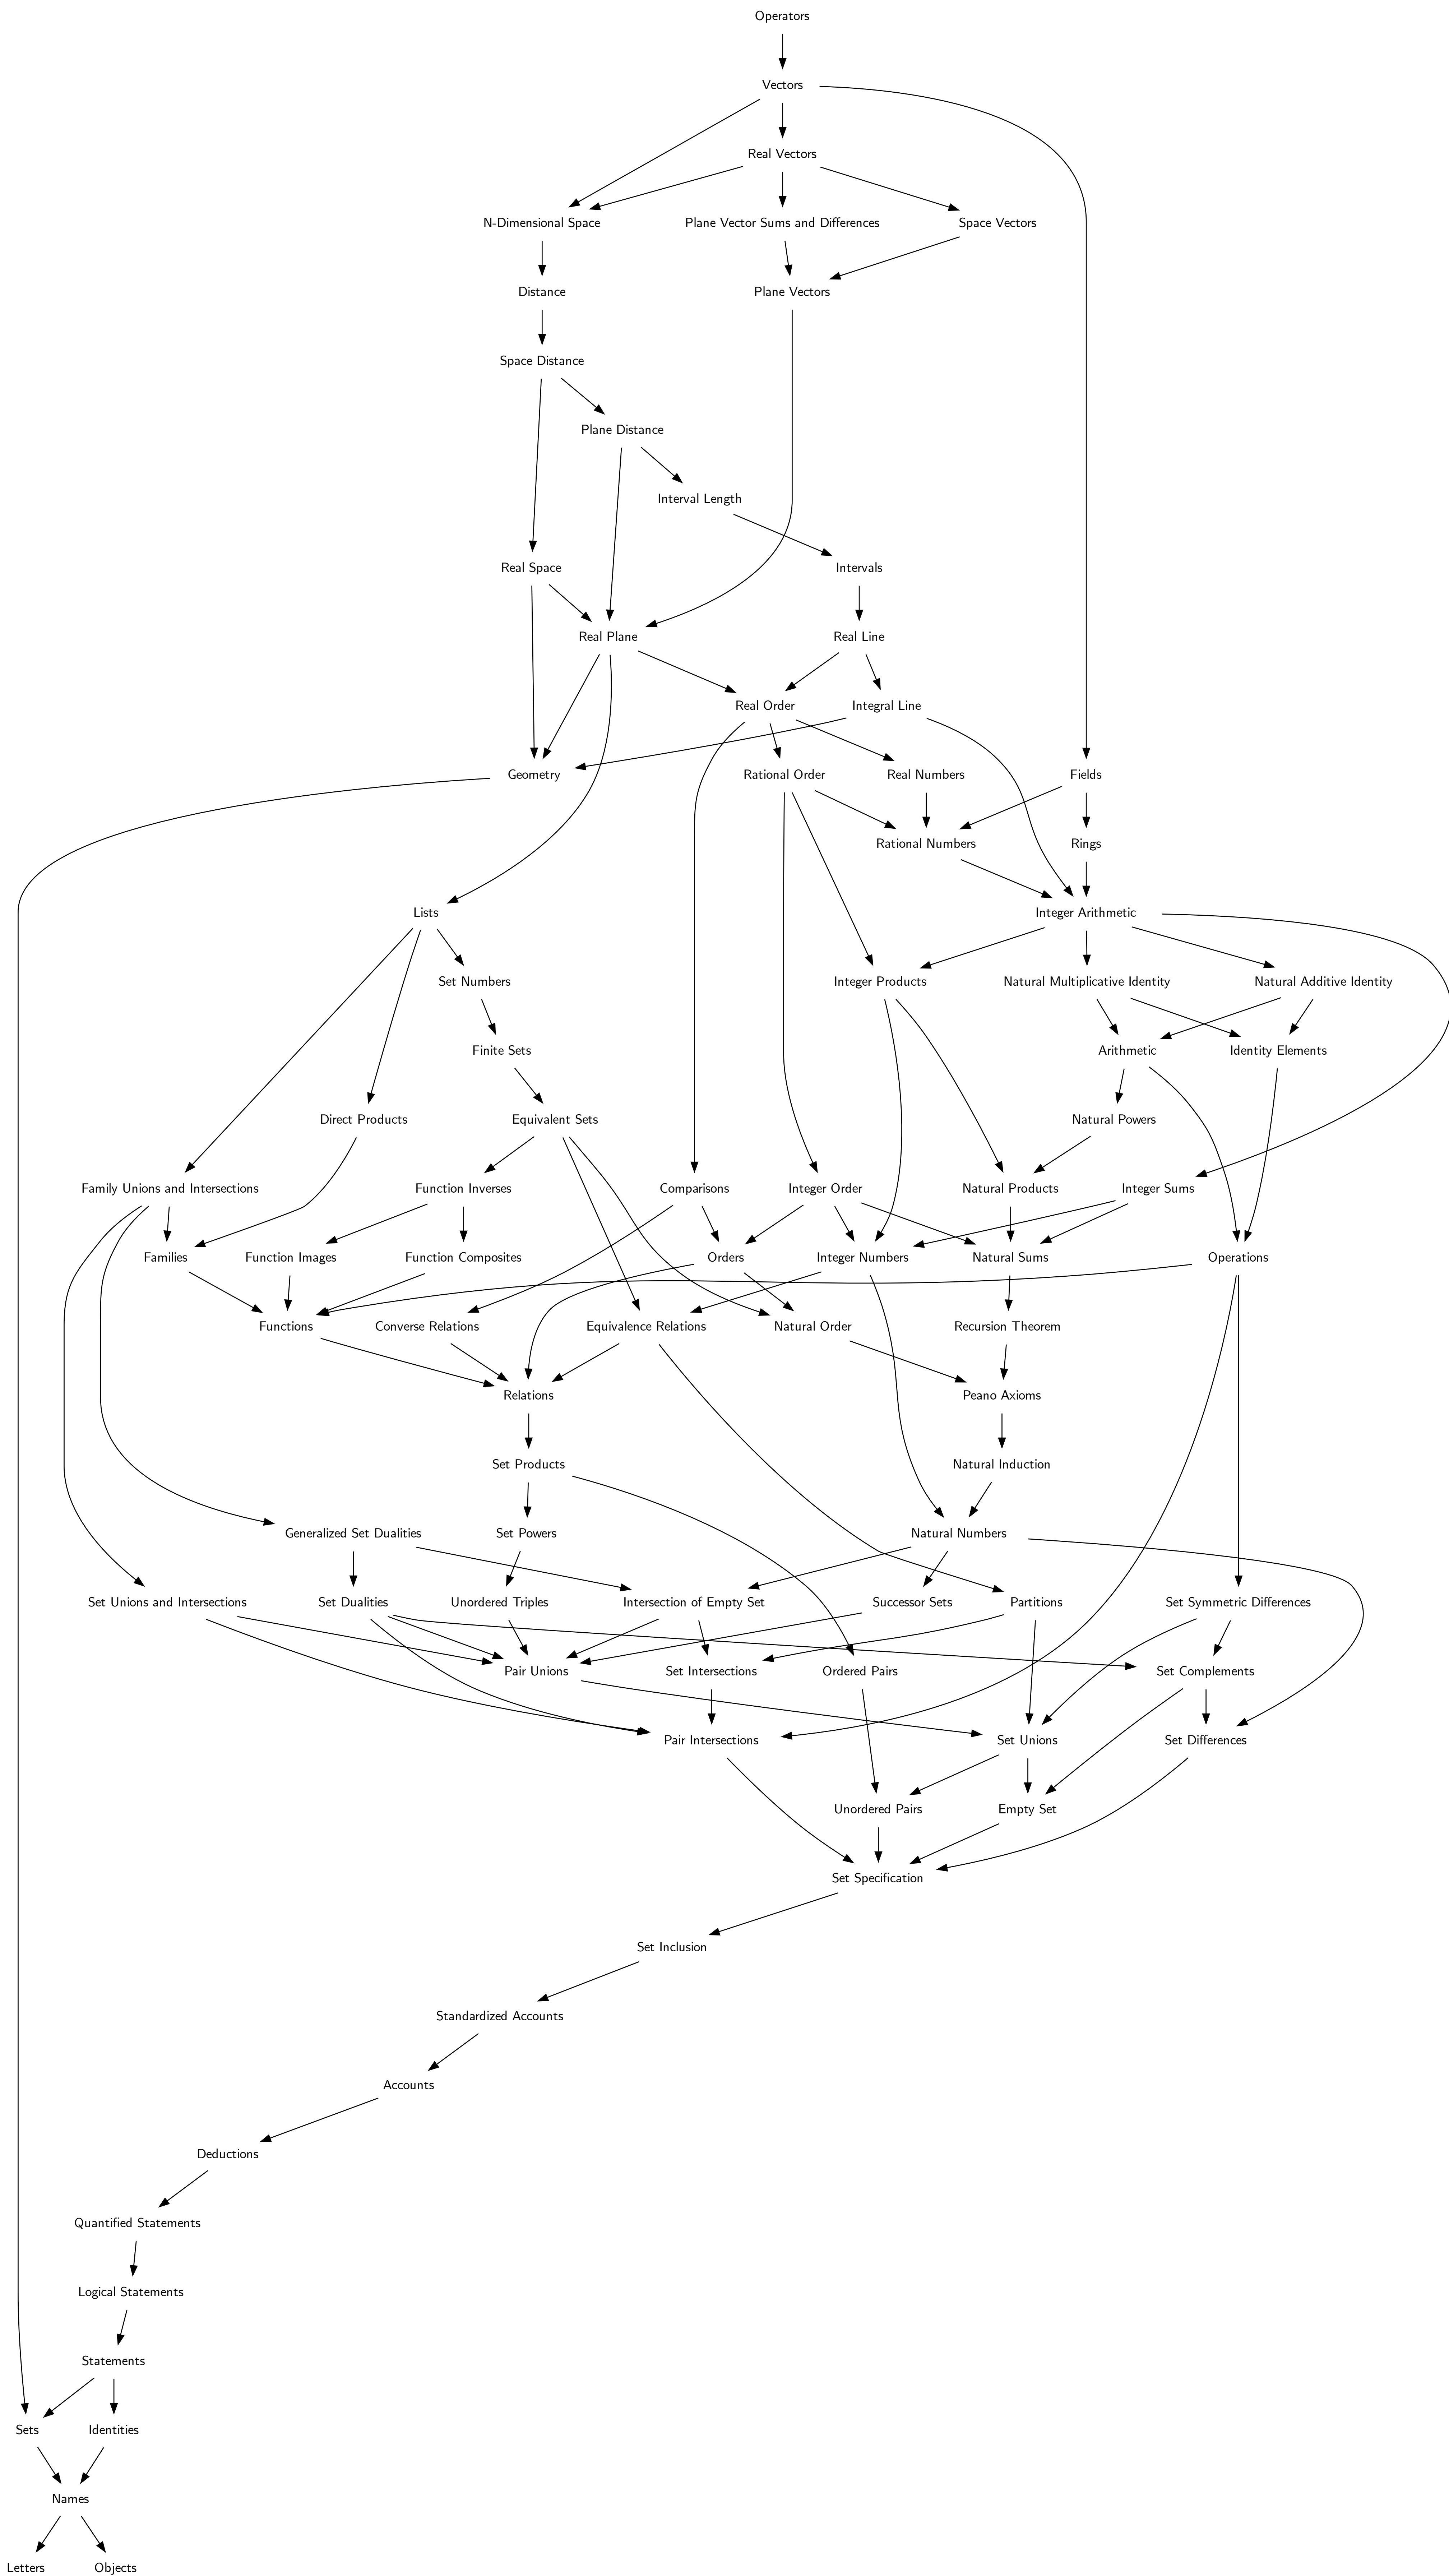 Operators
Vectors
Real Vectors
N-Dimensional Space
Plane Vector Sums and Differences
Space Vectors
Distance
Plane Vectors
Space Distance
Plane Distance
Interval Length
Real Space
Intervals
Real Plane
Real Line
Real Order
Integral Line
Geometry
Rational Order
Real Numbers
Fields
Rational Numbers
Rings
Lists
Integer Arithmetic
Set Numbers
Integer Products
Natural Multiplicative Identity
Natural Additive Identity
Finite Sets
Arithmetic
Identity Elements
Direct Products
Equivalent Sets
Natural Powers
Family Unions and Intersections
Function Inverses
Comparisons
Integer Order
Natural Products
Integer Sums
Families
Function Images
Function Composites
Orders
Integer Numbers
Natural Sums
Operations
Functions
Converse Relations
Equivalence Relations
Natural Order
Recursion Theorem
Relations
Peano Axioms
Set Products
Natural Induction
Generalized Set Dualities
Set Powers
Natural Numbers
Set Unions and Intersections
Set Dualities
Unordered Triples
Intersection of Empty Set
Successor Sets
Partitions
Set Symmetric Differences
Pair Unions
Set Intersections
Ordered Pairs
Set Complements
Pair Intersections
Set Unions
Set Differences
Unordered Pairs
Empty Set
Set Specification
Set Inclusion
Standardized Accounts
Accounts
Deductions
Quantified Statements
Logical Statements
Statements
Sets
Identities
Names
Letters
Objects